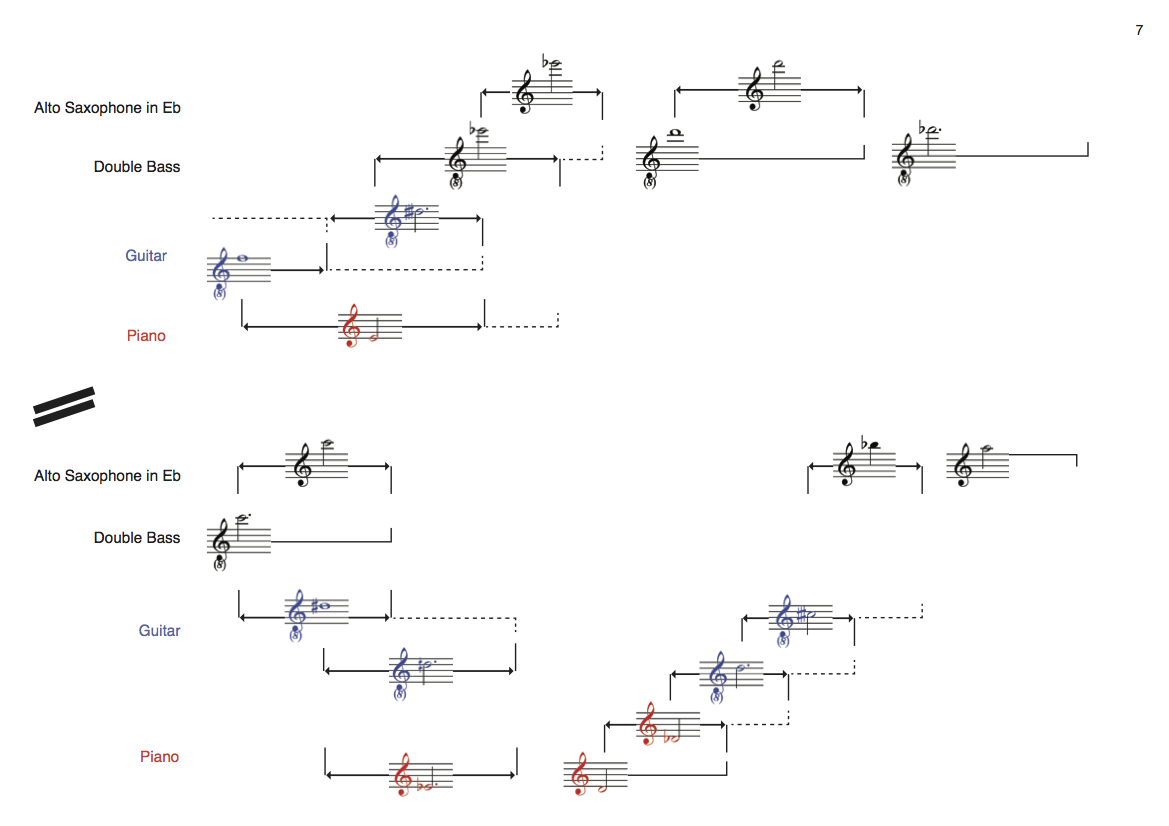 7
Alto Saxophone in Eb
Double Bass
Guitar
Piano
Alto Saxophone in Eb
Double Bass
Guitar
Piano